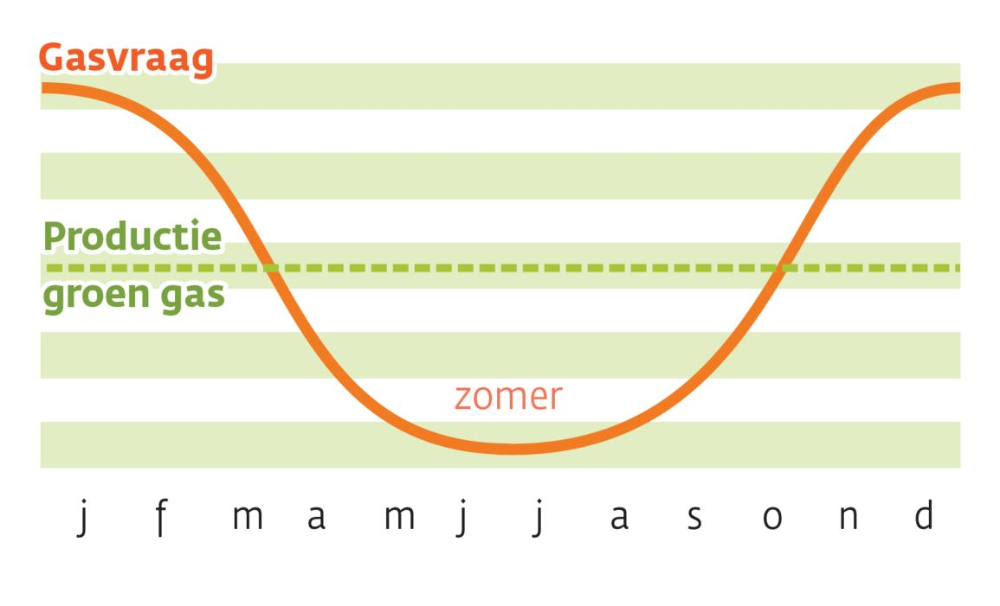 Gasvraag
Productie
groen gas
zomer
j f m a m j j a s o n d